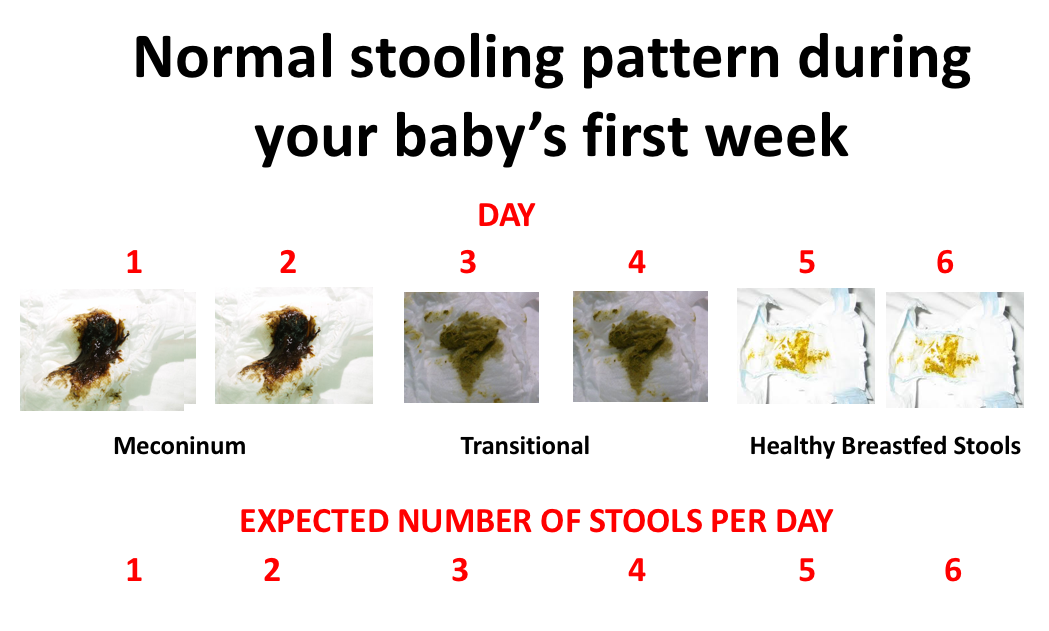 Normal stooling pattern during
your baby’s first week
DAY
1 2 3 4 5 6
Meconinum Transitional Healthy Breastfed Stools
EXPECTED NUMBER OF STOOLS PER DAY
1 2 3 4 5 6